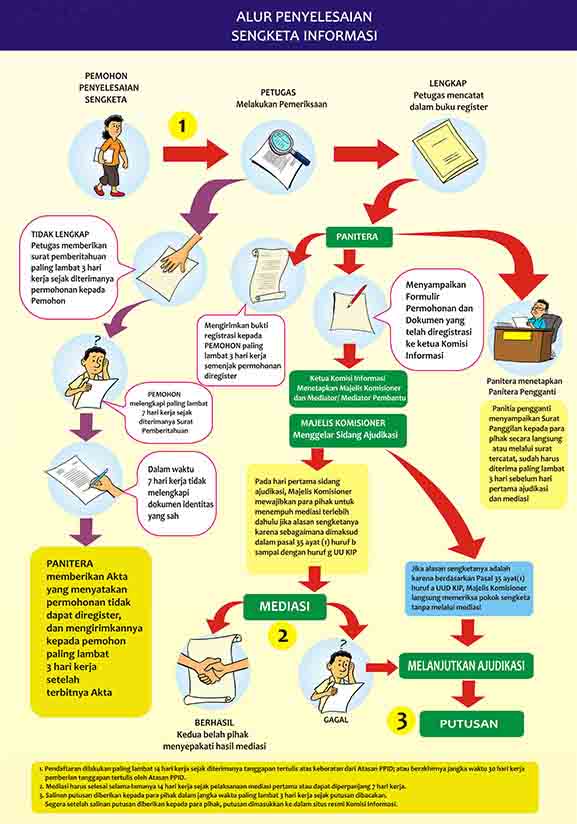 ALUR PENYELESAIAN
SENGKETA INFORMASI
PEMOHON
PENYELESAIAN
SENGKETA
1
PETUGAS
Melakukan Pemeriksaan
LENGKAP
Petugas mencatat
dalam buku register
TIDAK LENGKAP
Petugas memberikan
surat pemberitahuan
paling lambat 3 hari
kerja sejak diterimanya
permohonan kepada
Pemohon
PANITERA
Mengirimkan bukti
registrasi kepada
PEMOHON paling
lambat 3 hari kerja
semenjak permohonan
diregister
Menyampaikan
Formulir
Permohonan dan
Dokumen yang
telah diregistrasi
ke ketua Komisi
Informasi
Panitera menetapkan
Panitera Pengganti
Panitia pengganti
menyampaikan Surat
Panggilan kepada para
pihak secara langsung
atau melalui surat
tercatat, sudah harus
diterima paling lambat
3 hari sebelum hari
pertama ajudikasi
dan mediasi
?
PEMOHON
melengkapi paling lambat
7 hari kerja sejak
diterimanya Surat
Pemberitahuan
Ketua Komisi Informasi
Menetapkan Majelis Komisioner
dan Mediator/ Mediator Pembantu
MAJELIS KOMISIONER
Menggelar Sidang Ajudikasi
Dalam waktu
7 hari kerja tidak
melengkapi
dokumen identitas
yang sah
Pada hari pertama sidang
ajudikasi, Majelis Komisioner
mewajibkan para pihak untuk
menempuh mediasi terlebih
dahulu jika alasan sengketanya
karena sebagaimana dimaksud
dalam pasal 35 ayat (1) huruf b
sampai dengan huruf g UU KIP
PANITERA
memberikan Akta
yang menyatakan
permohonan tidak
dapat diregister,
dan mengirimkannya
kepada pemohon
paling lambat
3 hari kerja
setelah
terbitnya Akta
Jika alasan sengketanya adalah
karena berdasarkan Pasal 35 ayat(1)
huruf a UUD KIP, Majelis Komisioner
langsung memeriksa pokok sengketa
tanpa melalui mediasi
MEDIASI
2
?
BERHASIL
Kedua belah pihak
menyepakati hasil mediasi
GAGAL
MELANJUTKAN AJUDIKASI
3
PUTUSAN
1. Pendaftaran dilakukan paling lambat 14 hari kerja sejak diterimanya tanggapan tertulis atas keberatan dari Atasan PPID; atau berakhirnya jangka waktu 30 hari kerja
pemberian tanggapan tertulis oleh Atasan PPID.
2. Mediasi harus selesai selama-lamanya 14 hari kerja sejak pelaksanaan mediasi pertama atau dapat diperpanjang 7 hari kerja.
3. Salinan putusan diberikan kepada para pihak dalam jangka waktu paling lambat 3 hari kerja sejak putusan dibacakan.
Segera setelah salinan putusan diberikan kepada para pihak, putusan dimasukkan ke dalam situs resmi Komisi Informasi.